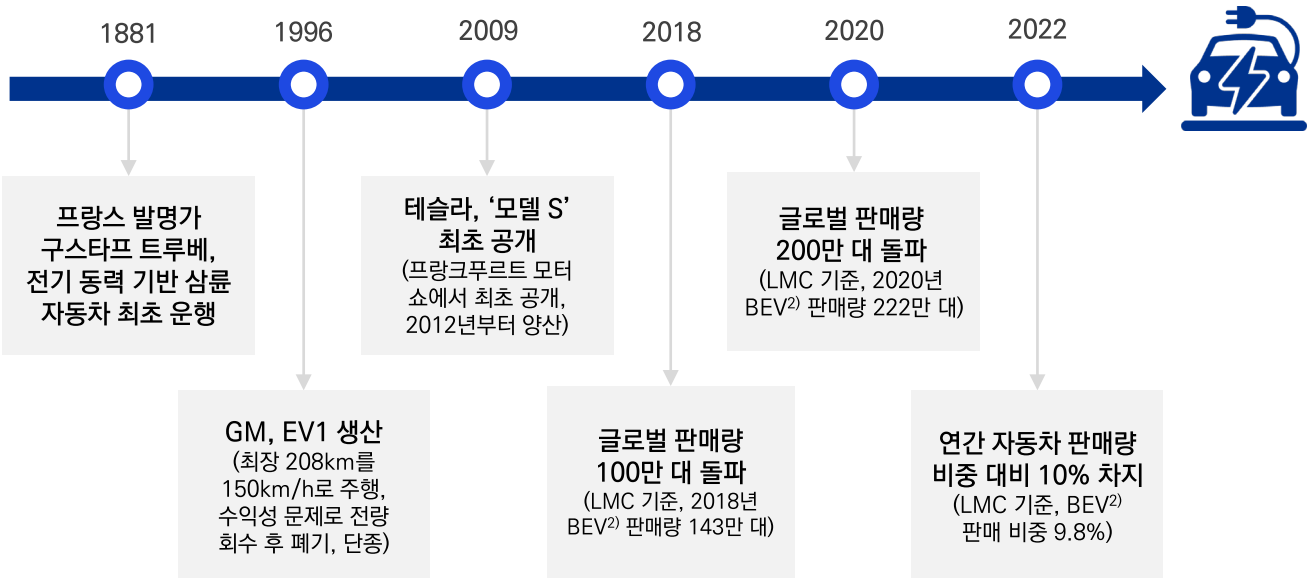 1881
프랑스 발명가
구스타프 트루베,
전기 동력 기반 삼륜
자동차 최초 운행
1996
GM, EV1 생산
(최장 208km를
150km/h로 주행,
수익성 문제로 전량
회수 후 폐기, 단종)
2009
테슬라, ‘모델 S’
최초 공개
(프랑크푸르트 모터
쇼에서 최초 공개,
2012년부터 양산)
2018
글로벌 판매량
100만 대 돌파
(LMC 기준, 2018년
BEV2) 판매량 143만 대)
2020
글로벌 판매량
200만 대 돌파
(LMC 기준, 2020년
BEV2) 판매량 222만 대)
2022
연간 자동차 판매량
비중 대비 10% 차지
(LMC 기준, BEV2)
판매 비중 9.8%)